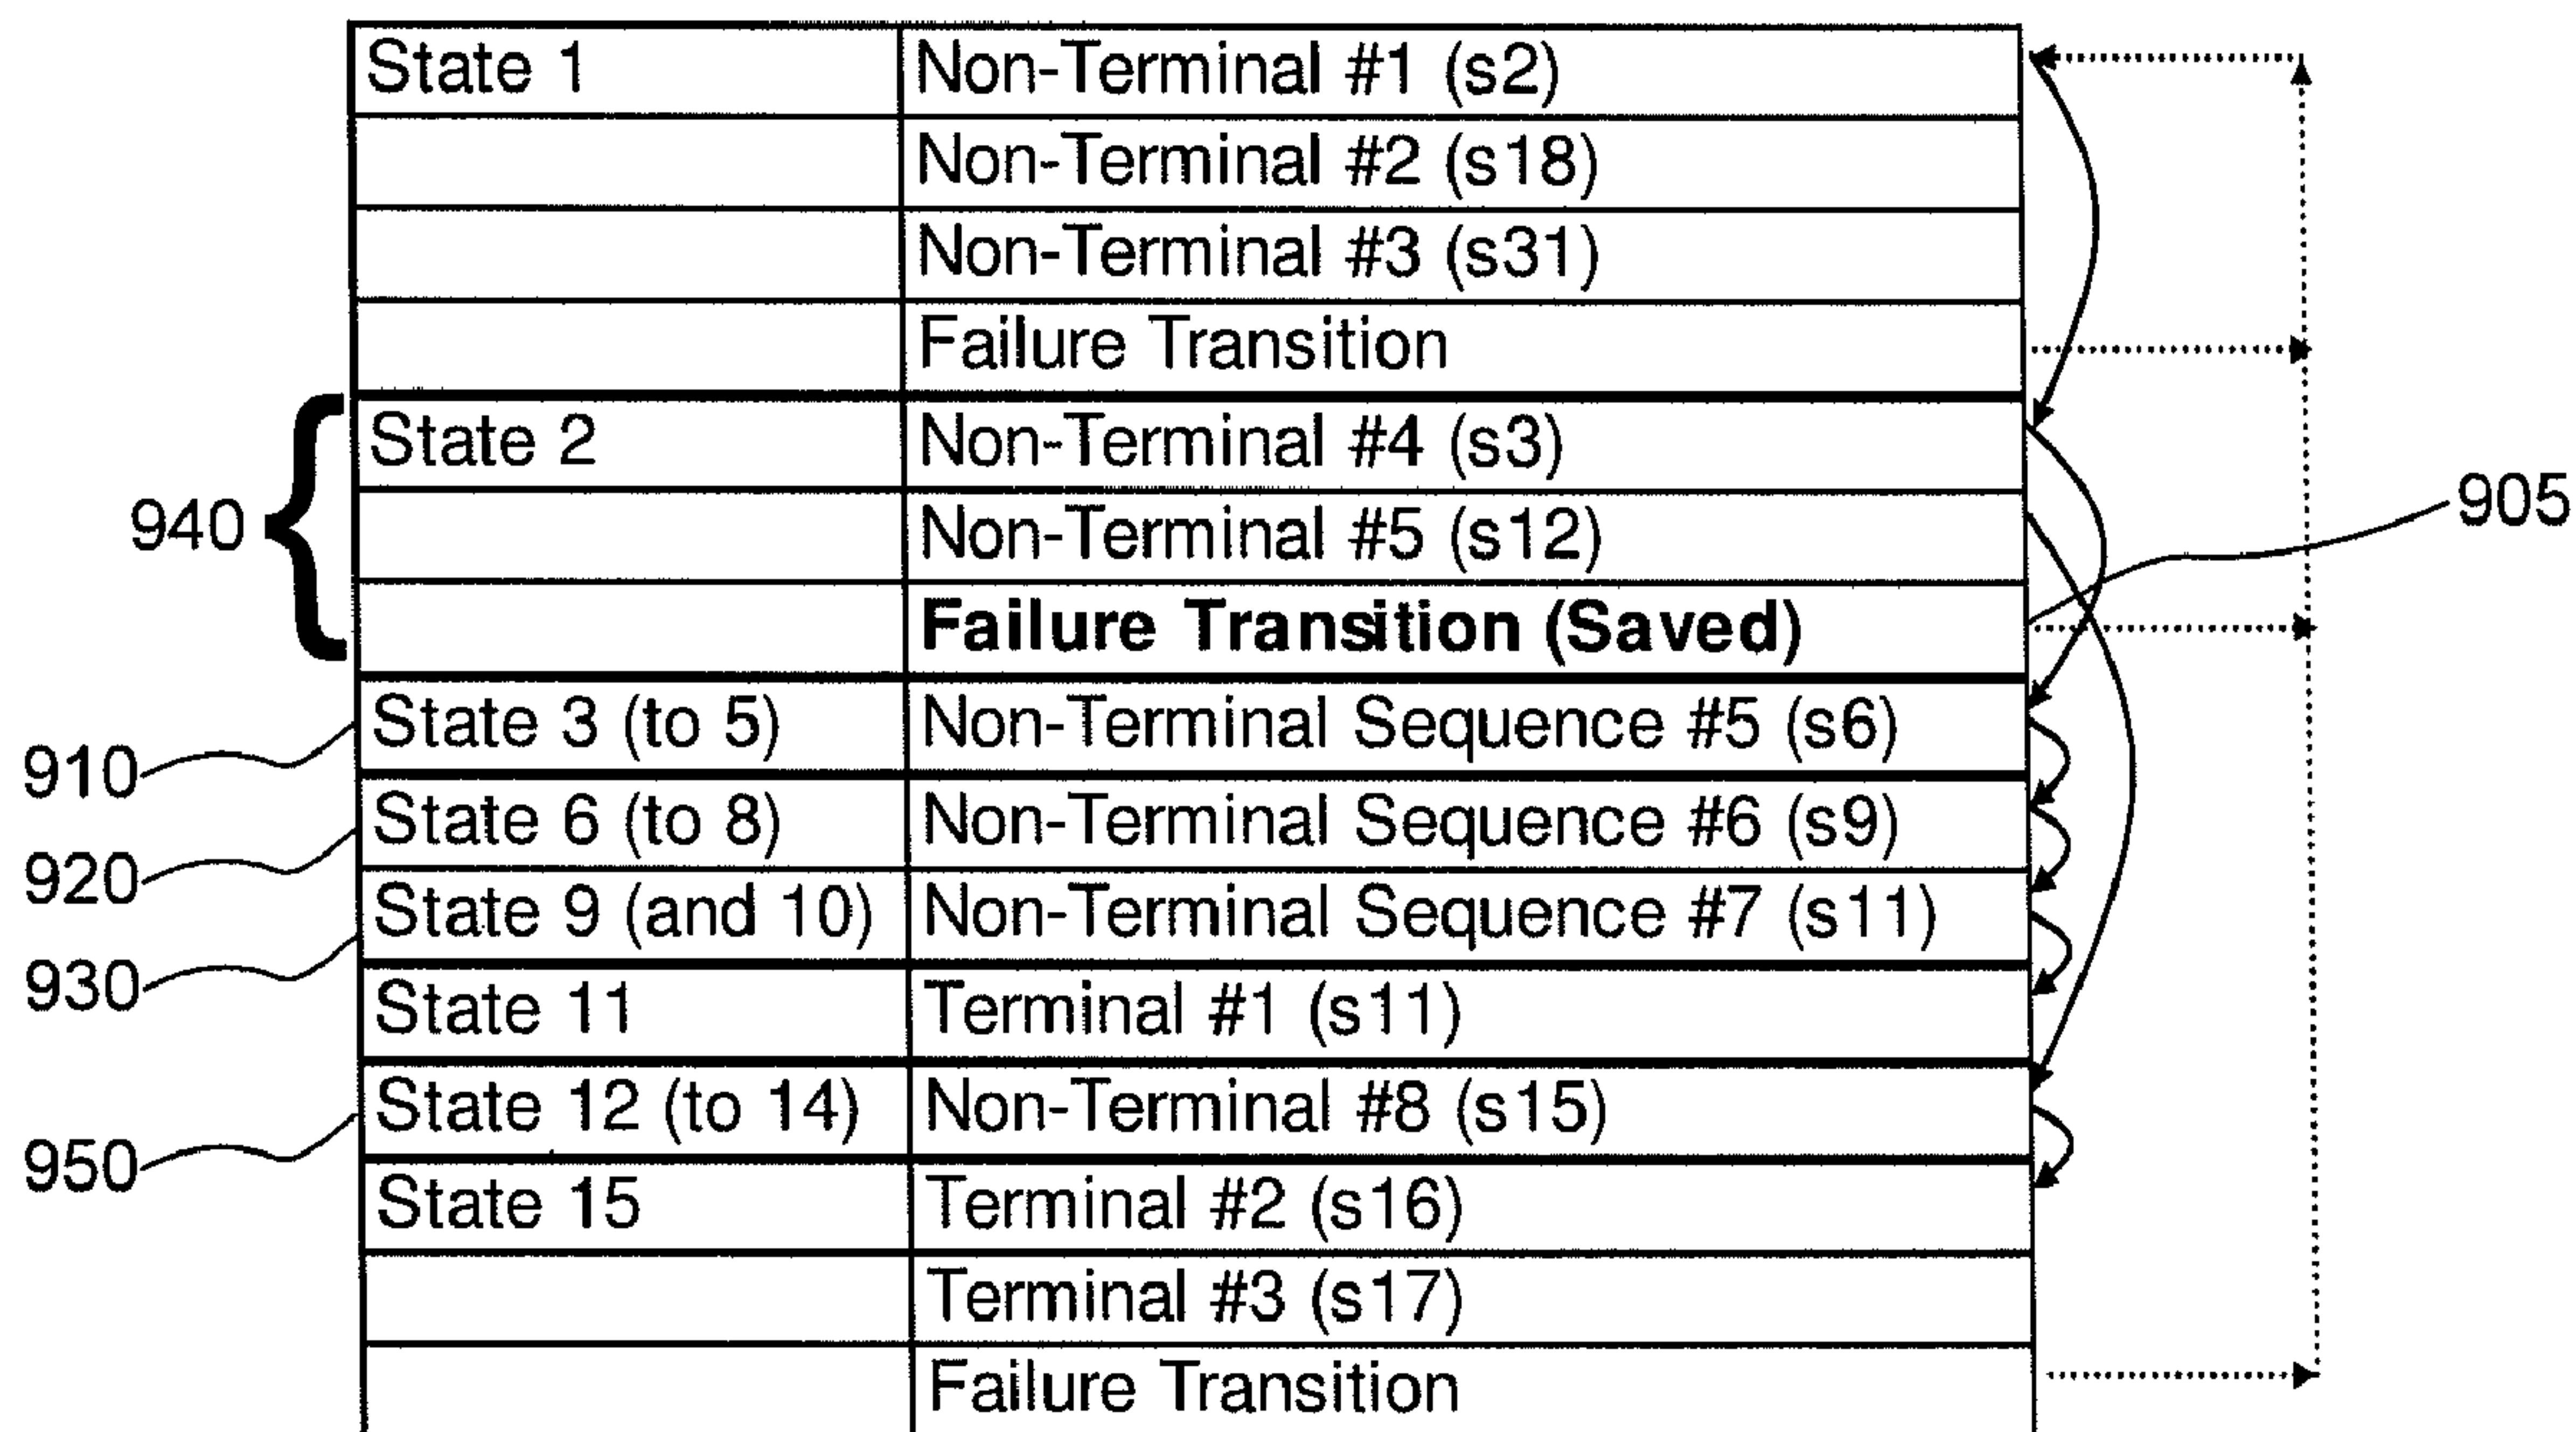 State 1 Non-Terminal #1 (s2)
Non-Terminal #2 (s18)
Non-Terminal #3 (s31)
Failure Transition
State 2 Non-Terminal #4 (s3)
940 Non-Terminal #5 (s12) 905
Failure Transition (Saved)
State 3 (to 5) Non-Terminal Sequence #5 (s6)
910
State 6 (to 8) Non-Terminal Sequence #6 (s9)
920
State 9 (and 10) Non-Terminal Sequence #7 (s11)
930
State 11 Terminal #1 (s11)
State 12 (to 14) Non-Terminal #8 (s15)
950
State 15 Terminal #2 (s16)
Terminal #3 (s17)
Failure Transition